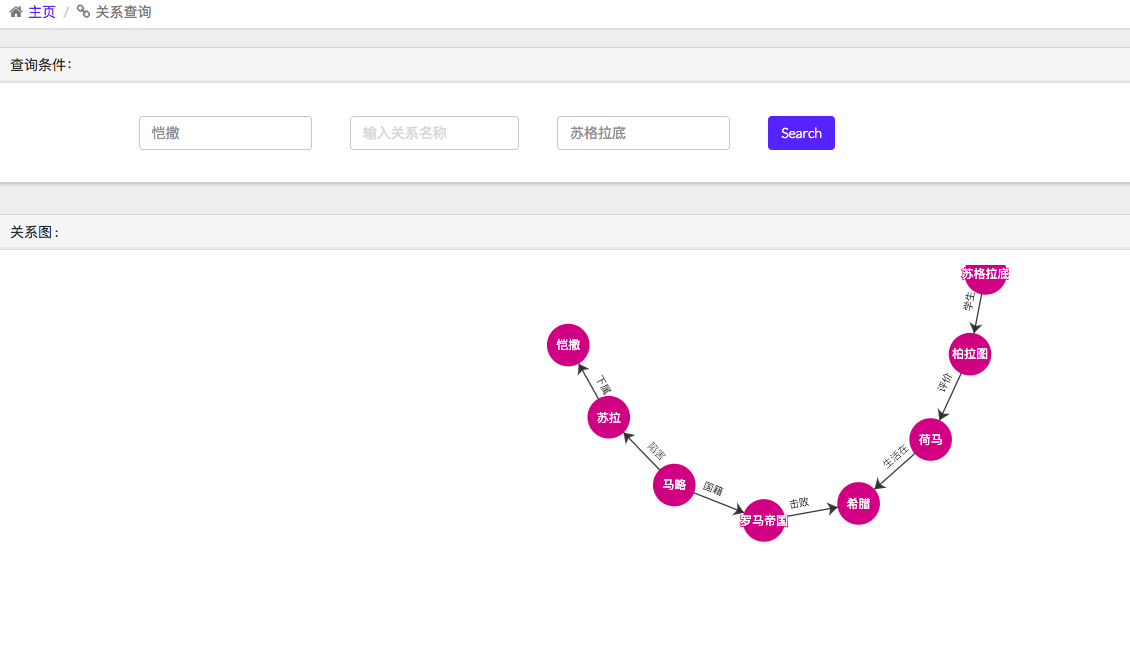 主页 / 关系查询
查询条件:
恺撒 输入关系名称 苏格拉底 Search
关系图:
苏格拉底
学生
恺撒
柏拉图
下属
评价
苏拉
荷马
陷害
生活在
马略
国籍
击败
希腊
罗马帝国